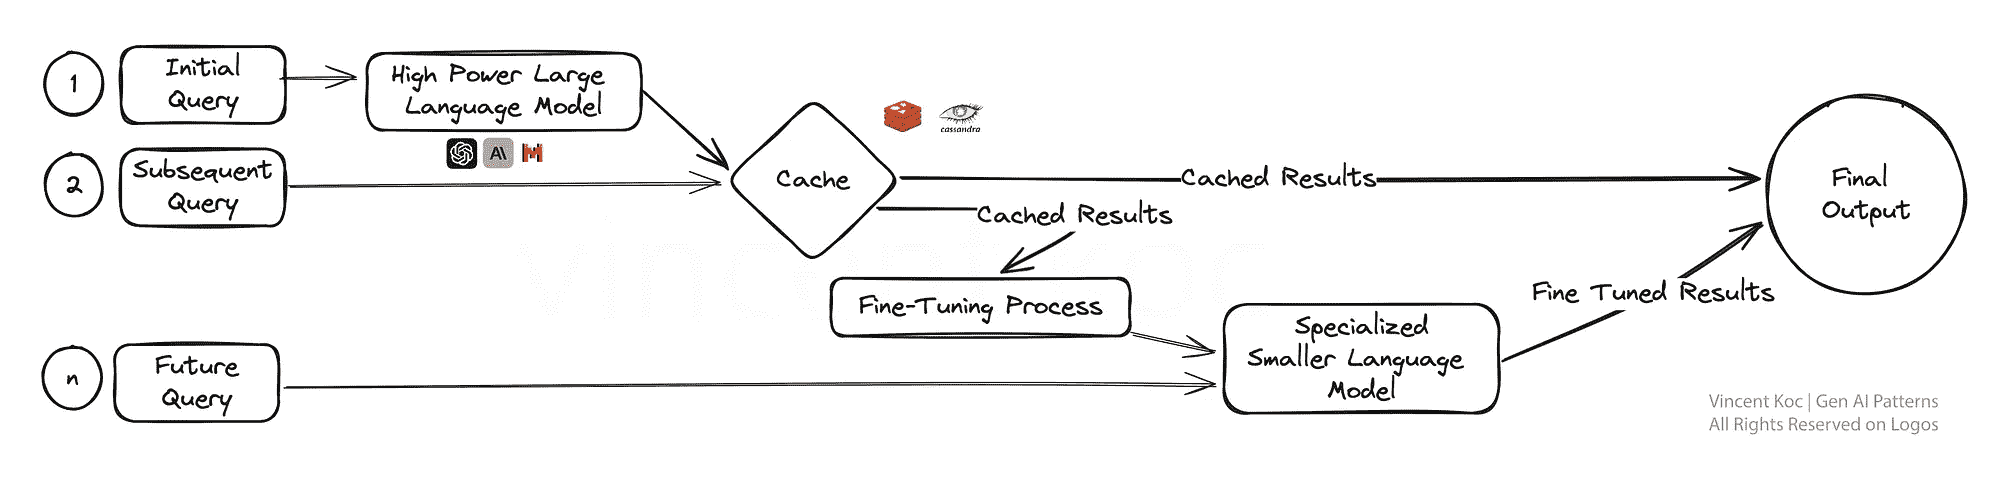 1
Initial
Query
High Power Large
Language Model
AI
cassandra
2
Subsequent
Query
Cache
Cached Results
Cached Results
Final
Output
Fine-Tuning Process
Fine Tuned Results
Specialized
Smaller Language
Model
n
Future
Query
Vincent Koc | Gen AI Patterns
All Rights Reserved on Logos